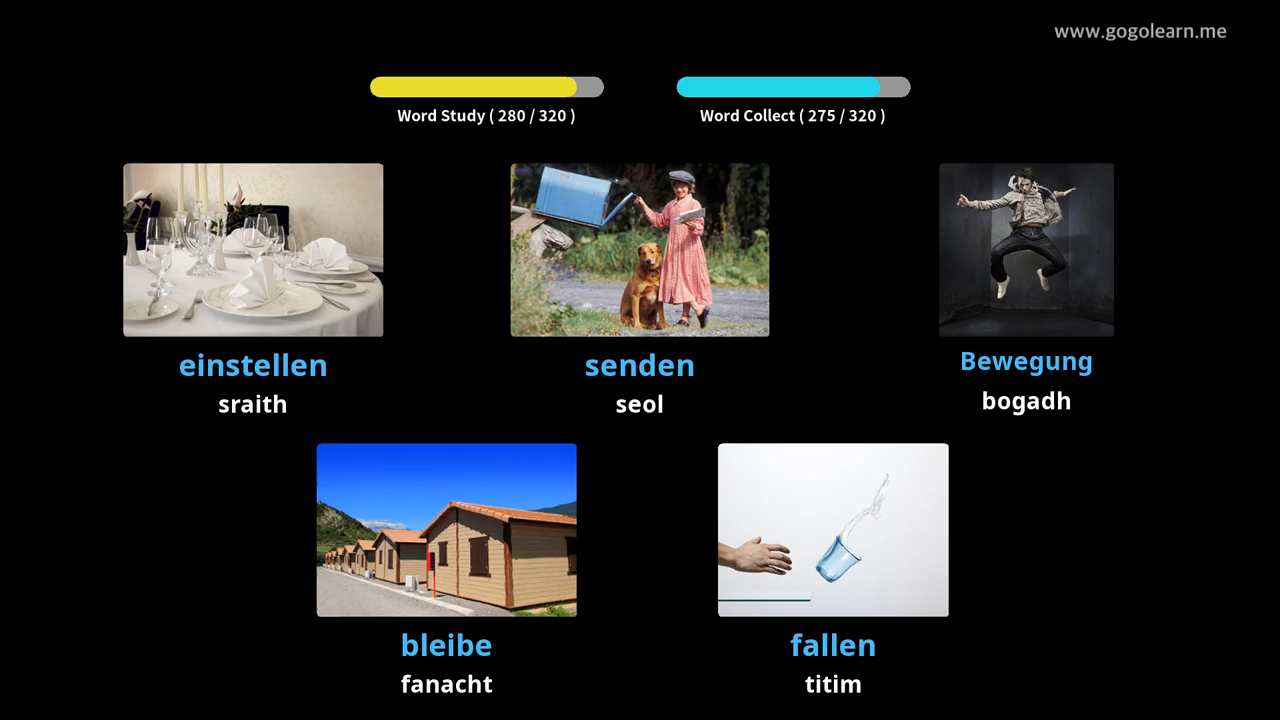 www.gogolearn.me
Word Study ( 280 / 320 )
Word Collect ( 275 / 320 )
einstellen
sraith
senden
seol
Bewegung
bogadh
bleibe
fanacht
fallen
titim